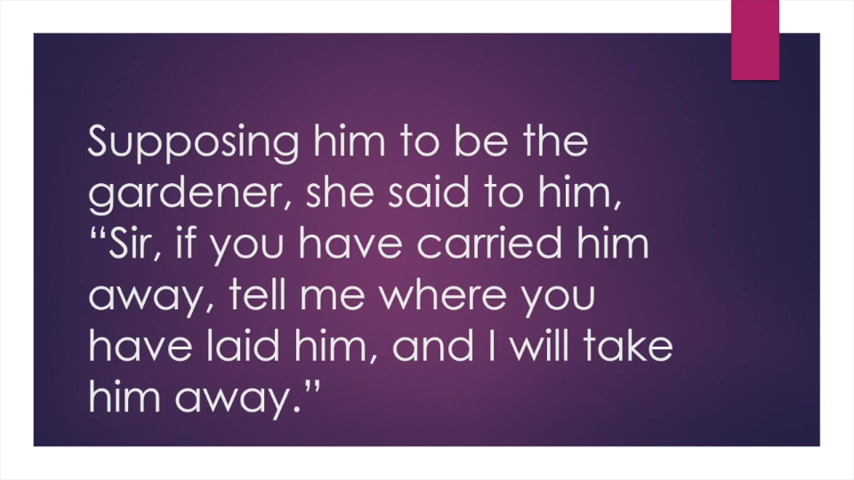 Supposing him to be the
gardener, she said to him,
“Sir, if you have carried him
away, tell me where you
have laid him, and I will take
him away.”